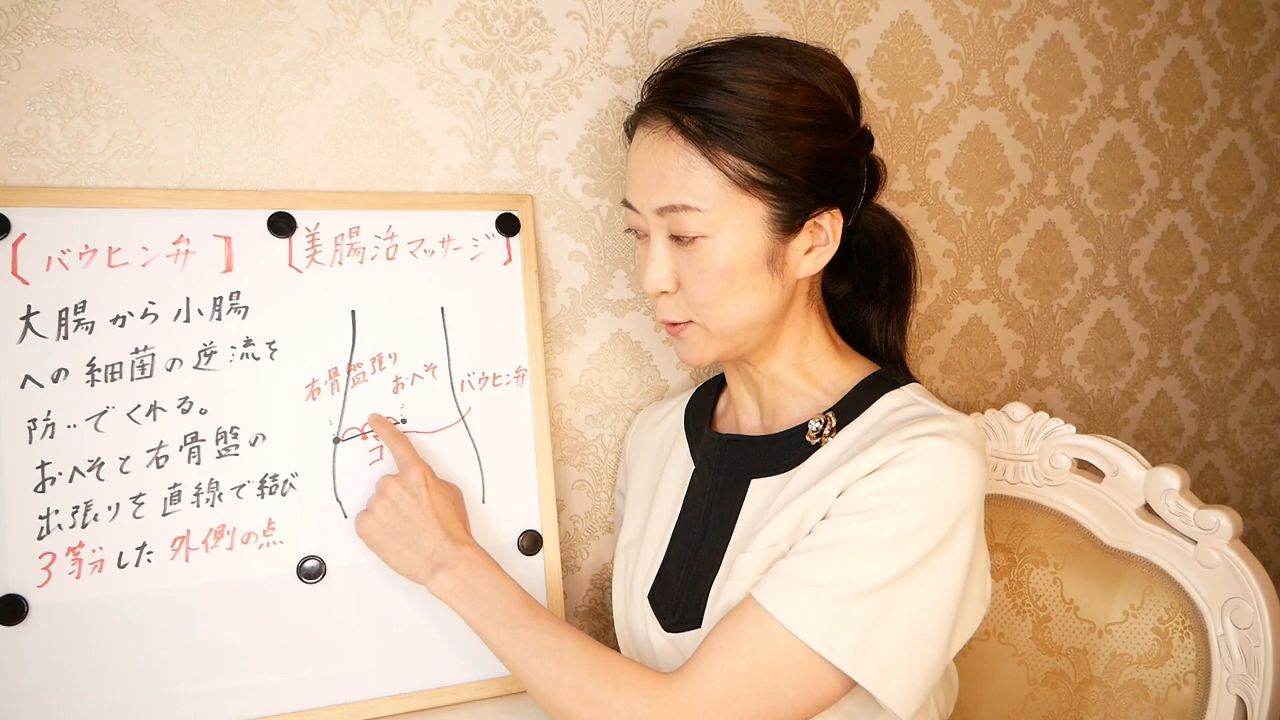 【バウヒン弁】
【美腸活マッサージ】
大腸から小腸
への細菌の逆流を
防いでくれる。
おへそと右骨盤の
出張りを直線で結び
3等分した外側の点
右骨盤張り
おへそ
バウヒン弁
コ